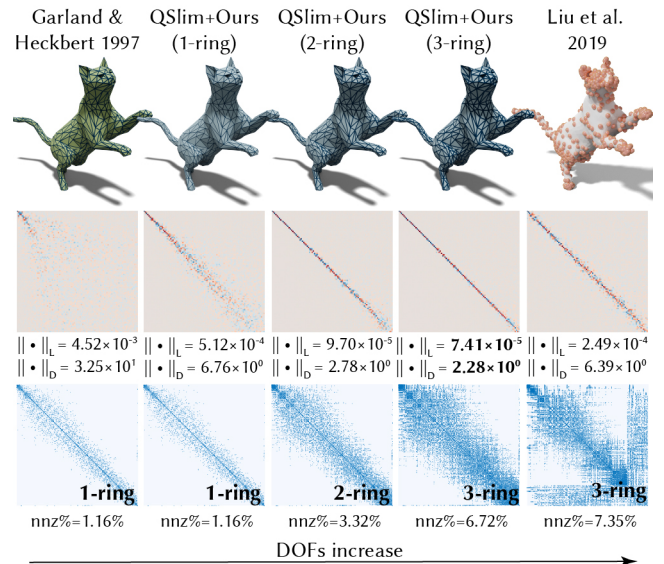 Garland & Heckbert 1997
QSlim+Ours (1-ring)
QSlim+Ours (2-ring)
QSlim+Ours (3-ring)
Liu et al. 2019
|| • ||L = 4.52×10⁻³
|| • ||D = 3.25×10¹
|| • ||L = 5.12×10⁻⁴
|| • ||D = 6.76×10⁰
|| • ||L = 9.70×10⁻⁵
|| • ||D = 2.78×10⁰
|| • ||L = 7.41×10⁻⁵
|| • ||D = 2.28×10⁰
|| • ||L = 2.49×10⁻⁴
|| • ||D = 6.39×10⁰
1-ring
1-ring
2-ring
3-ring
3-ring
nnz%=1.16%
nnz%=1.16%
nnz%=3.32%
nnz%=6.72%
nnz%=7.35%
DOFs increase